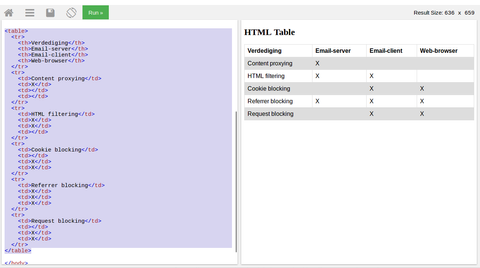 Run »
Result Size: 636 x 659
<table>
<tr>
<th>Verdediging</th>
<th>Email-server</th>
<th>Email-client</th>
<th>Web-browser</th>
</tr>
<tr>
<td>Content proxying</td>
<td>X</td>
<td></td>
<td></td>
</tr>
<tr>
<td>HTML filtering</td>
<td>X</td>
<td>X</td>
<td></td>
</tr>
<tr>
<td>Cookie blocking</td>
<td></td>
<td>X</td>
<td>X</td>
</tr>
<tr>
<td>Referrer blocking</td>
<td>X</td>
<td>X</td>
<td>X</td>
</tr>
<tr>
<td>Request blocking</td>
<td></td>
<td>X</td>
<td>X</td>
</tr>
</table>
</body>
HTML Table
Verdediging Email-server Email-client Web-browser
Content proxying X
HTML filtering X X
Cookie blocking X X
Referrer blocking X X X
Request blocking X X